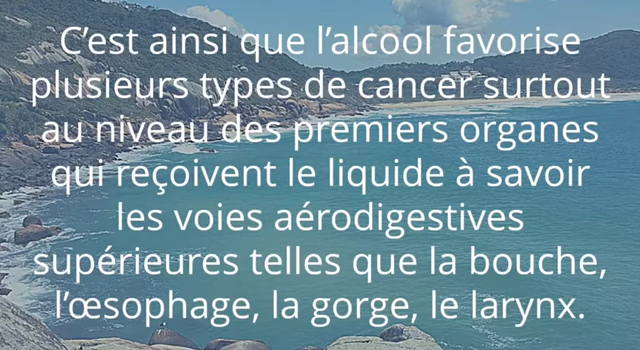 C’est ainsi que l’alcool favorise
plusieurs types de cancer surtout
au niveau des premiers organes
qui reçoivent le liquide à savoir
les voies aérodigestives
supérieures telles que la bouche,
l’œsophage, la gorge, le larynx.